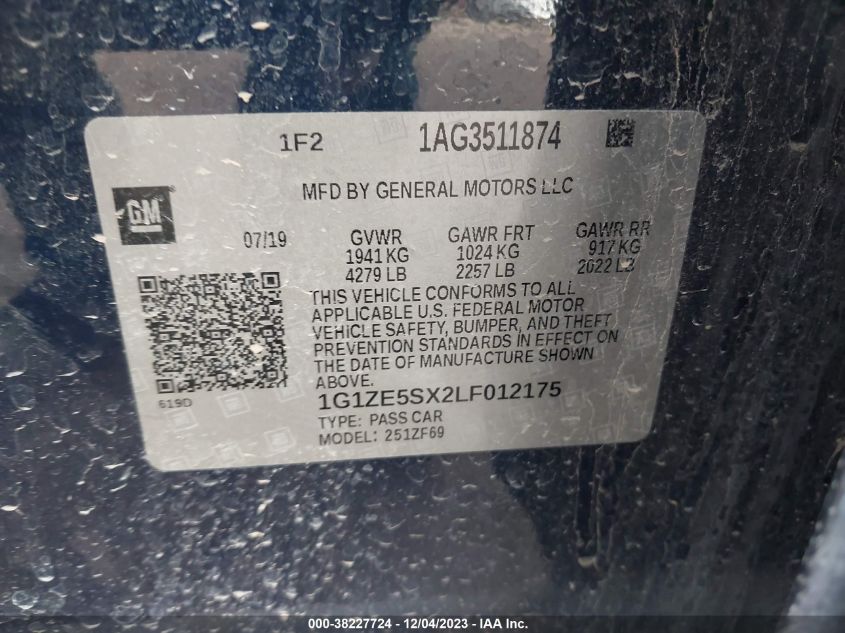 1F2 1AG3511874
MFD BY GENERAL MOTORS LLC
GM
07/19 GVWR GAWR FRT GAWR RR
1941 KG 1024 KG 917 KG
4279 LB 2257 LB 2022 LB
THIS VEHICLE CONFORMS TO ALL
APPLICABLE U.S. FEDERAL MOTOR
VEHICLE SAFETY, BUMPER, AND THEFT
PREVENTION STANDARDS IN EFFECT ON
THE DATE OF MANUFACTURE SHOWN
ABOVE.
619D
1G1ZE5SX2LF012175
TYPE: PASS CAR
MODEL: 251ZF69
000-38227724 - 12/04/2023 - IAA Inc.